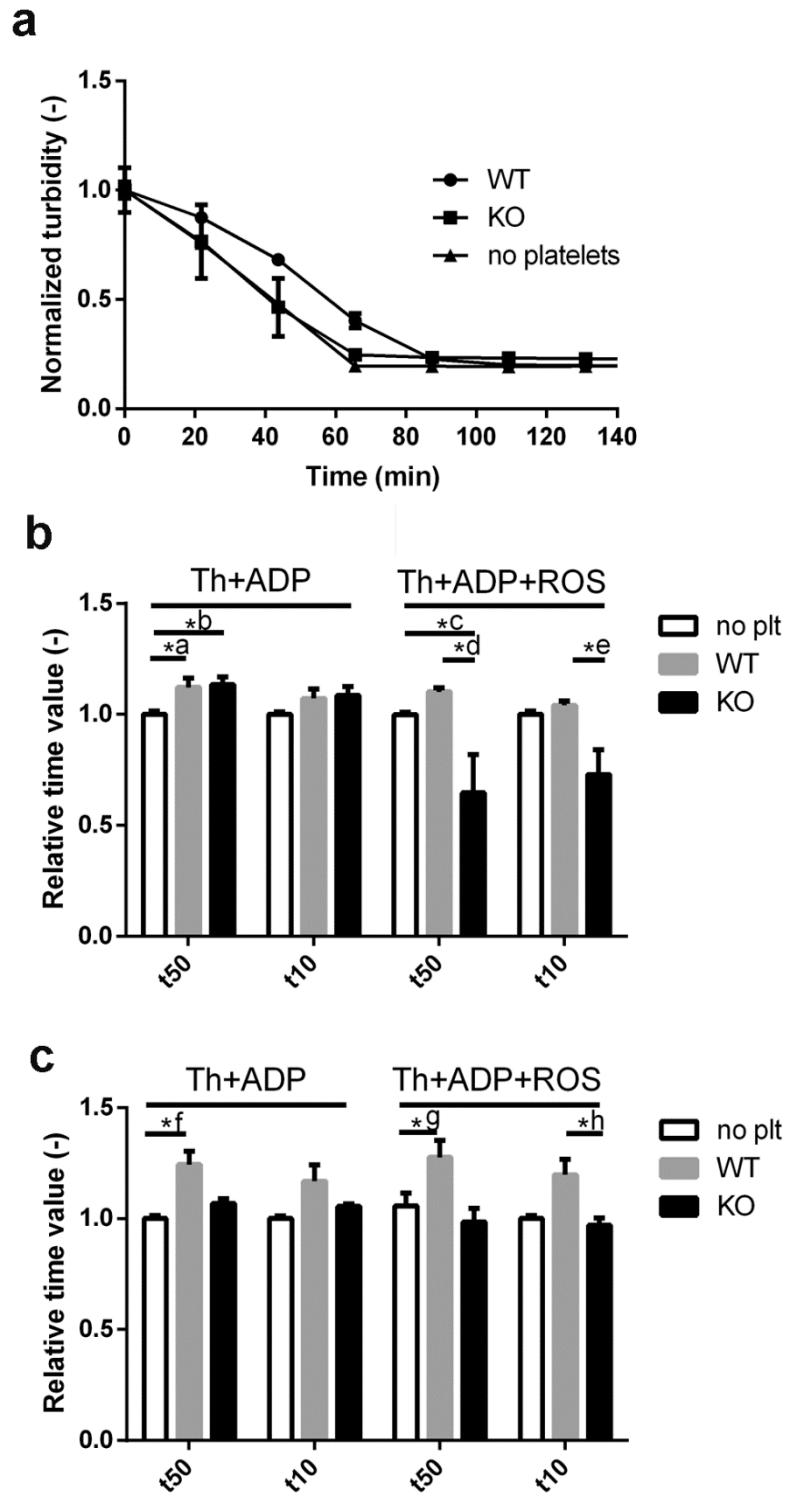 a
Normalized turbidity (-)
1.5
1.0
0.5
0.0
WT
KO
no platelets
0 20 40 60 80 100 120 140
Time (min)
b
Th+ADP Th+ADP+ROS
Relative time value (-)
1.5
1.0
0.5
0.0
*b
*a
*c
*d
*e
no plt
WT
KO
t50 t10 t50 t10
c
Th+ADP Th+ADP+ROS
Relative time value (-)
1.5
1.0
0.5
0.0
*f
*g
*h
no plt
WT
KO
t50 t10 t50 t10